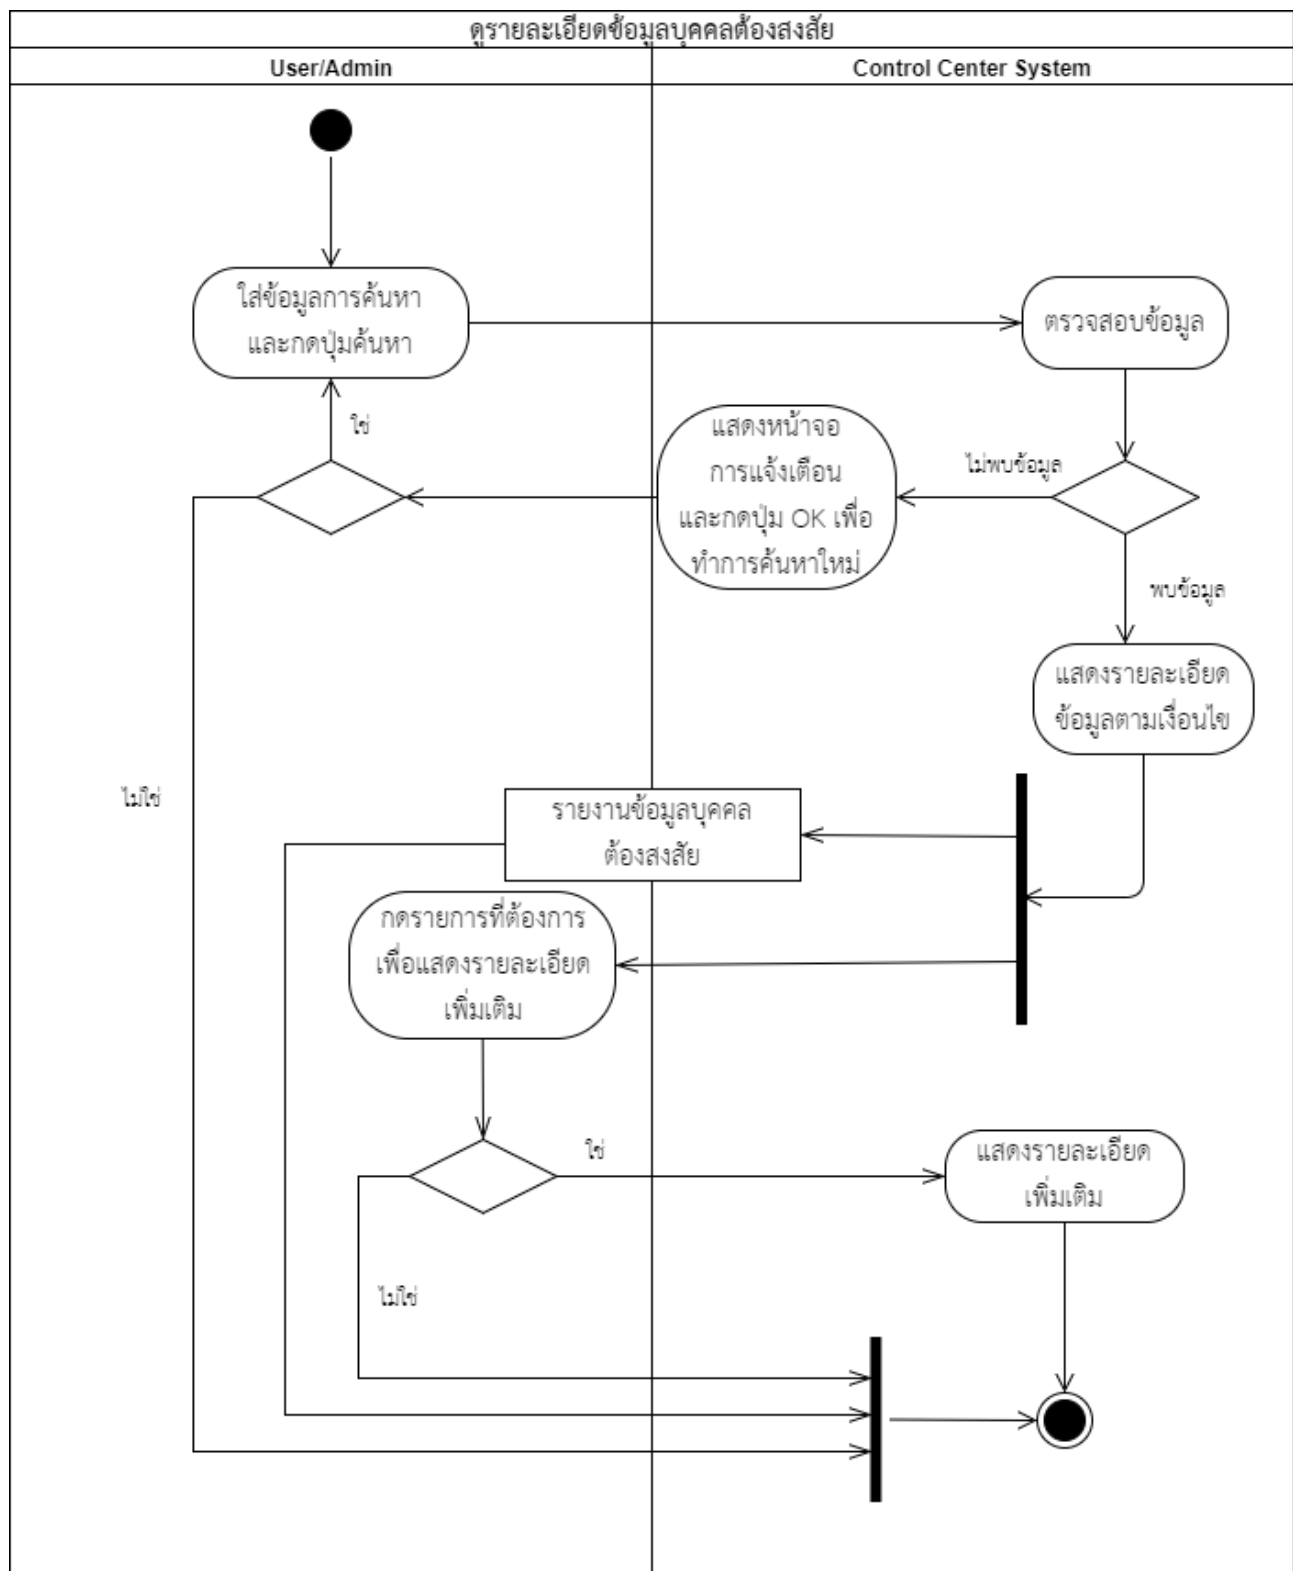 ดูรายละเอียดข้อมูลบุคคลต้องสงสัย
User/Admin
Control Center System
ใส่ข้อมูลการค้นหา
และกดปุ่มค้นหา
ตรวจสอบข้อมูล
ใช่
แสดงหน้าจอ
การแจ้งเตือน
และกดปุ่ม OK เพื่อ
ทำการค้นหาใหม่
ไม่พบข้อมูล
พบข้อมูล
แสดงรายละเอียด
ข้อมูลตามเงื่อนไข
ไม่ใช่
รายงานข้อมูลบุคคล
ต้องสงสัย
กดรายการที่ต้องการ
เพื่อแสดงรายละเอียด
เพิ่มเติม
ใช่
แสดงรายละเอียด
เพิ่มเติม
ไม่ใช่